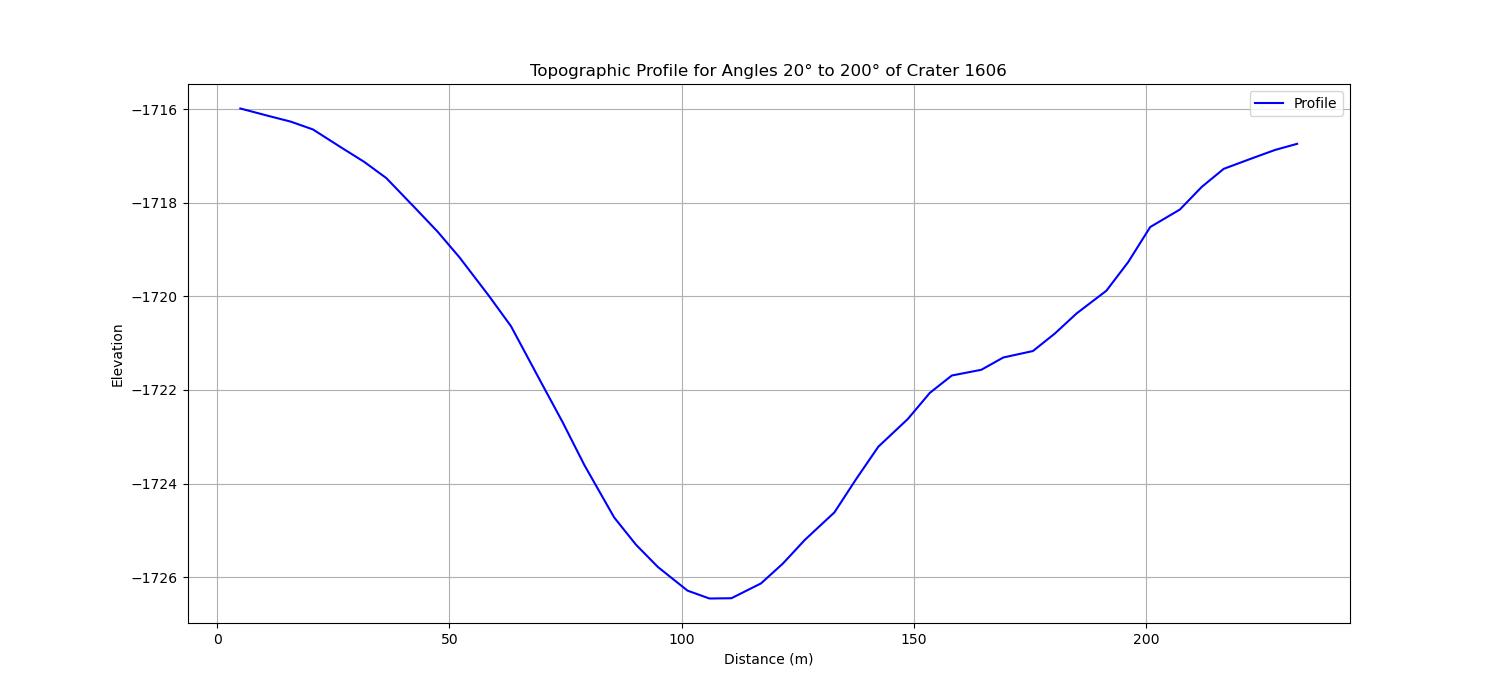 Topographic Profile for Angles 20° to 200° of Crater 1606
Profile
−1716
−1718
−1720
−1722
−1724
−1726
Elevation
0 50 100 150 200
Distance (m)